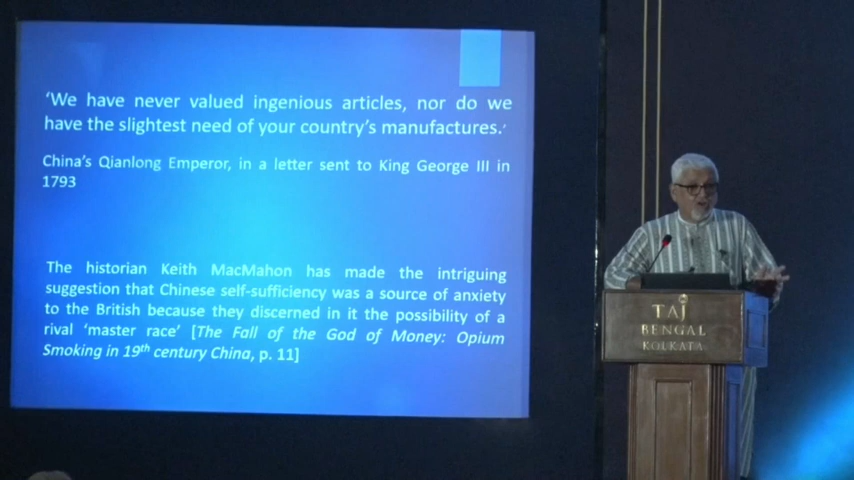 ‘We have never valued ingenious articles, nor do we
have the slightest need of your country’s manufactures.’
China’s Qianlong Emperor, in a letter sent to King George III in
1793
The historian Keith MacMahon has made the intriguing
suggestion that Chinese self-sufficiency was a source of anxiety
to the British because they discerned in it the possibility of a
rival ‘master race’ [The Fall of the God of Money: Opium
Smoking in 19th century China, p. 11]
TAJ
BENGAL
KOLKATA